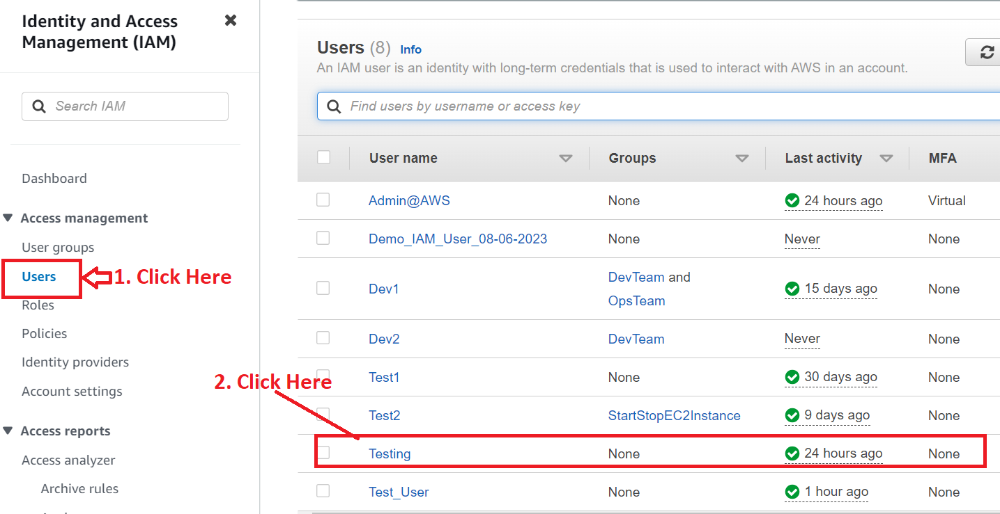 Identity and Access
Management (IAM)
Search IAM
Dashboard
Access management
User groups
Users
1. Click Here
Roles
Policies
Identity providers
Account settings
Access reports
Access analyzer
Archive rules
Users (8) Info
An IAM user is an identity with long-term credentials that is used to interact with AWS in an account.
Find users by username or access key
User name Groups Last activity MFA
Admin@AWS None 24 hours ago Virtual
Demo_IAM_User_08-06-2023 None Never None
Dev1 DevTeam and OpsTeam 15 days ago None
Dev2 DevTeam Never None
Test1 None 30 days ago None
2. Click Here
Test2 StartStopEC2Instance 9 days ago None
Testing None 24 hours ago None
Test_User None 1 hour ago None